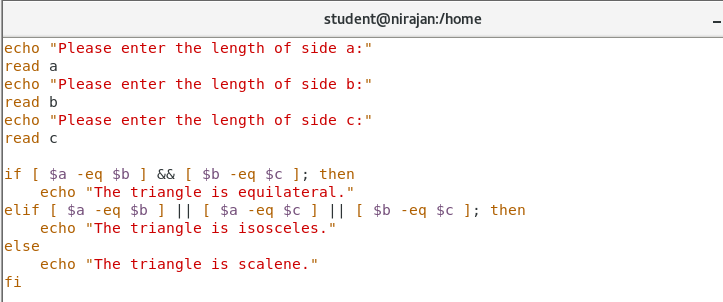 student@nirajan:/home
echo "Please enter the length of side a:"
read a
echo "Please enter the length of side b:"
read b
echo "Please enter the length of side c:"
read c

if [ $a -eq $b ] && [ $b -eq $c ]; then
    echo "The triangle is equilateral."
elif [ $a -eq $b ] || [ $a -eq $c ] || [ $b -eq $c ]; then
    echo "The triangle is isosceles."
else
    echo "The triangle is scalene."
fi